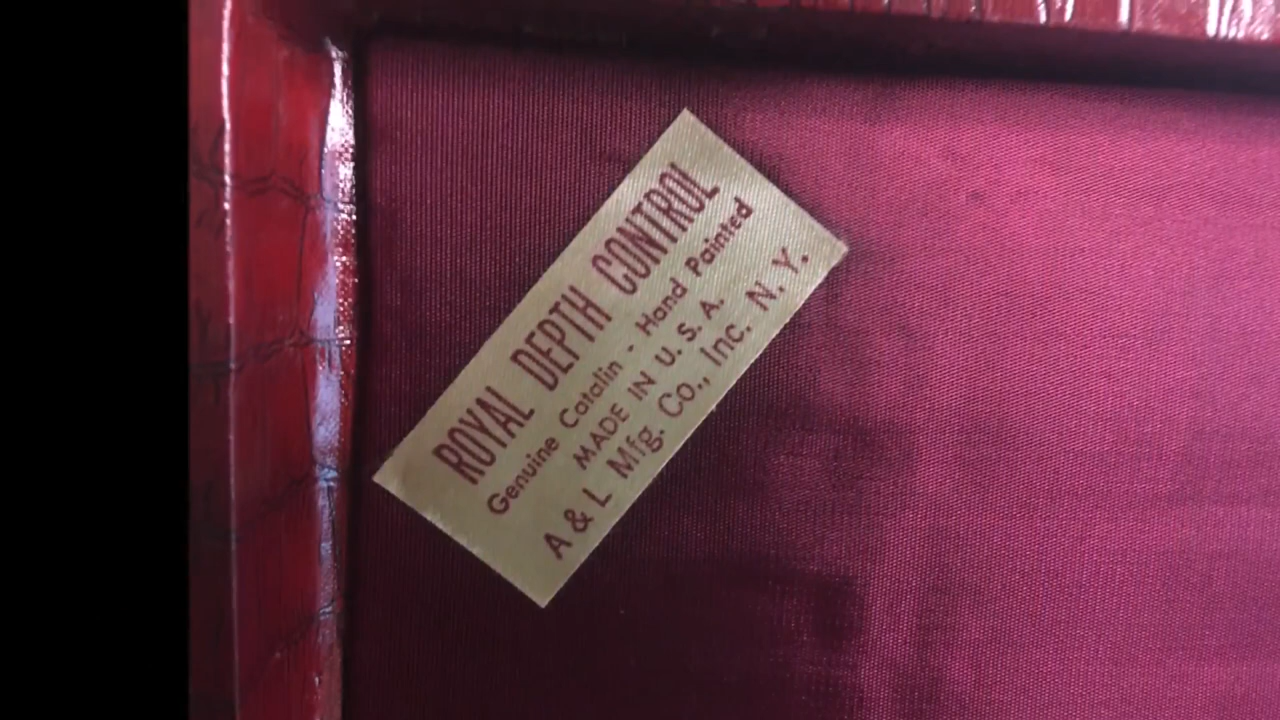 ROYAL DEPTH CONTROL
Genuine Catalin - Hand Painted
MADE IN U. S. A.
A & L Mfg. Co., Inc. N. Y.